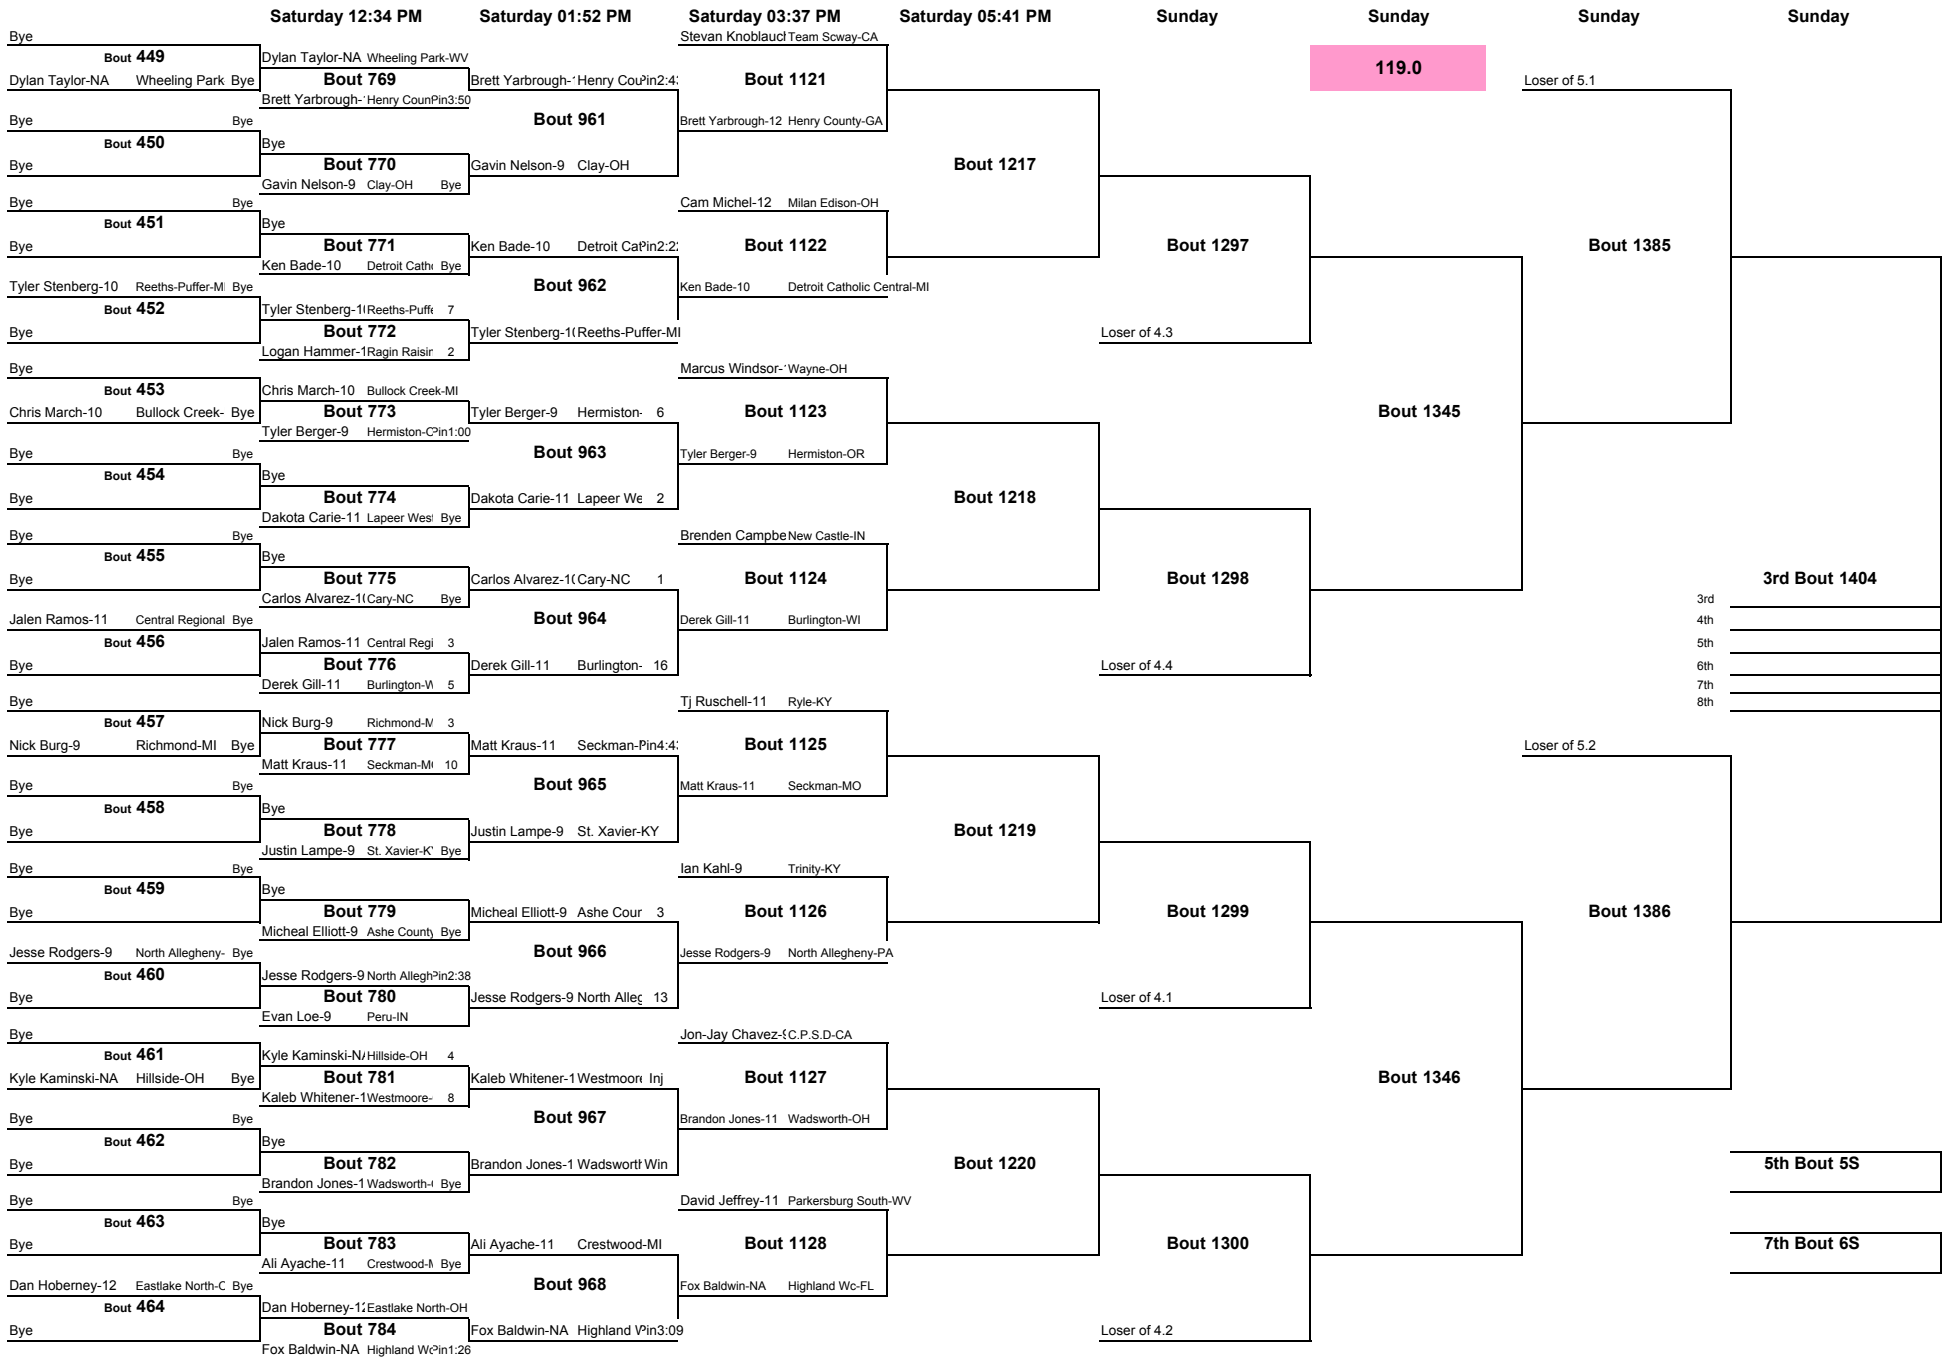 Saturday 12:34 PM Saturday 01:52 PM Saturday 03:37 PM Saturday 05:41 PM Sunday Sunday Sunday Sunday
119.0
Bye
Bout 449
Dylan Taylor-NA Wheeling Park Bye
Bye Bye
Bout 450
Bye
Bye Bye
Bout 451
Bye
Tyler Stenberg-10 Reeths-Puffer-MI Bye
Bout 452
Bye
Bye
Bout 453
Chris March-10 Bullock Creek- Bye
Bye Bye
Bout 454
Bye
Bye Bye
Bout 455
Bye
Jalen Ramos-11 Central Regional Bye
Bout 456
Bye
Bye
Bout 457
Nick Burg-9 Richmond-MI Bye
Bye Bye
Bout 458
Bye
Bye Bye
Bout 459
Bye
Jesse Rodgers-9 North Allegheny- Bye
Bout 460
Bye
Bye
Bout 461
Kyle Kaminski-NA Hillside-OH Bye
Bye Bye
Bout 462
Bye
Bye Bye
Bout 463
Bye
Dan Hoberney-12 Eastlake North-C Bye
Bout 464
Bye
Dylan Taylor-NA Wheeling Park-WV
Bout 769
Brett Yarbrough- Henry Coun Pin3:50
Bye
Bout 770
Gavin Nelson-9 Clay-OH Bye
Bye
Bout 771
Ken Bade-10 Detroit Cath Bye
Tyler Stenberg-1 Reeths-Puffe 7
Bout 772
Logan Hammer-1 Ragin Raisin 2
Chris March-10 Bullock Creek-MI
Bout 773
Tyler Berger-9 Hermiston- Pin1:00
Bye
Bout 774
Dakota Carie-11 Lapeer West Bye
Bye
Bout 775
Carlos Alvarez-1 Cary-NC Bye
Jalen Ramos-11 Central Regi 3
Bout 776
Derek Gill-11 Burlington-W 5
Nick Burg-9 Richmond-M 3
Bout 777
Matt Kraus-11 Seckman-M 10
Bye
Bout 778
Justin Lampe-9 St. Xavier-K Bye
Bye
Bout 779
Micheal Elliott-9 Ashe County Bye
Jesse Rodgers-9 North Allegh Pin2:38
Bout 780
Evan Loe-9 Peru-IN
Kyle Kaminski-N Hillside-OH 4
Bout 781
Kaleb Whitener-1 Westmoore- 8
Bye
Bout 782
Brandon Jones-1 Wadsworth- Bye
Bye
Bout 783
Ali Ayache-11 Crestwood-M Bye
Dan Hoberney-12 Eastlake North-OH
Bout 784
Fox Baldwin-NA Highland Wc Pin1:26
Brett Yarbrough- Henry Cou Pin2:4
Bout 961
Gavin Nelson-9 Clay-OH
Ken Bade-10 Detroit Cat Pin2:2
Bout 962
Tyler Stenberg-1 Reeths-Puffer-MI
Tyler Berger-9 Hermiston- 6
Bout 963
Dakota Carie-11 Lapeer We 2
Carlos Alvarez-1 Cary-NC 1
Bout 964
Derek Gill-11 Burlington- 16
Matt Kraus-11 Seckman- Pin4:4
Bout 965
Justin Lampe-9 St. Xavier-KY
Micheal Elliott-9 Ashe Cour 3
Bout 966
Jesse Rodgers-9 North Alleg 13
Kaleb Whitener-1 Westmoore Inj
Bout 967
Brandon Jones-1 Wadsworth Win
Ali Ayache-11 Crestwood-MI
Bout 968
Fox Baldwin-NA Highland Pin3:09
Stevan Knoblauch Team Scway-CA
Bout 1121
Brett Yarbrough-12 Henry County-GA
Cam Michel-12 Milan Edison-OH
Bout 1122
Ken Bade-10 Detroit Catholic Central-MI
Marcus Windsor- Wayne-OH
Bout 1123
Tyler Berger-9 Hermiston-OR
Brenden Campbe New Castle-IN
Bout 1124
Derek Gill-11 Burlington-WI
Tj Ruschell-11 Ryle-KY
Bout 1125
Matt Kraus-11 Seckman-MO
Ian Kahl-9 Trinity-KY
Bout 1126
Jesse Rodgers-9 North Allegheny-PA
Jon-Jay Chavez-9 C.P.S.D-CA
Bout 1127
Brandon Jones-11 Wadsworth-OH
David Jeffrey-11 Parkersburg South-WV
Bout 1128
Fox Baldwin-NA Highland Wc-FL
Bout 1217
Bout 1218
Bout 1219
Bout 1220
Bout 1297
Loser of 4.3
Bout 1298
Loser of 4.4
Bout 1299
Loser of 4.1
Bout 1300
Loser of 4.2
Bout 1345
Bout 1346
Loser of 5.1
Bout 1385
Loser of 5.2
Bout 1386
3rd Bout 1404
3rd
4th
5th
6th
7th
8th
5th Bout 5S
7th Bout 6S